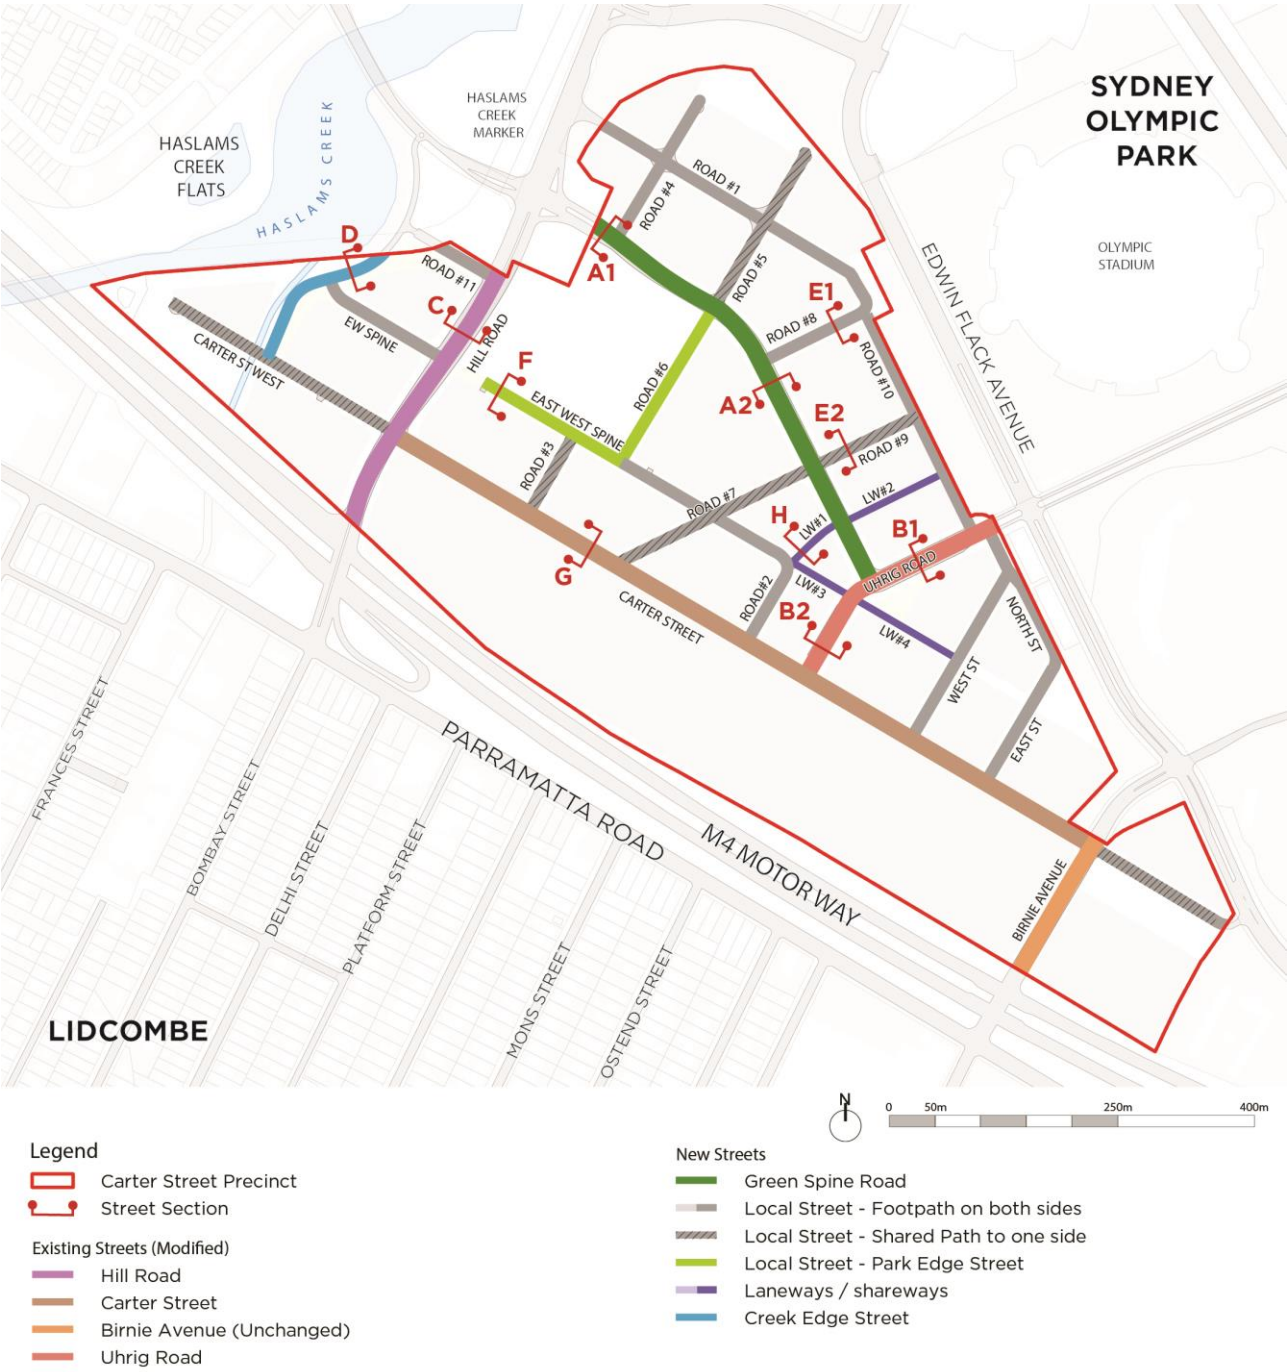 SYDNEY
OLYMPIC
PARK
HASLAMS
CREEK
MARKER
HASLAMS
CREEK
FLATS
HASLAMS CREEK
OLYMPIC
STADIUM
EDWIN FLACK AVENUE
ROAD #1
ROAD #4
ROAD #5
A1
D
ROAD #11
C
EW SPINE
HILL ROAD
CARTER ST WEST
E1
ROAD #8
ROAD #10
F
EAST WEST SPINE
ROAD #6
A2
E2
ROAD #9
ROAD #3
ROAD #7
LW#2
H
LW#1
B1
UHRIG ROAD
G
LW#3
ROAD#2
B2
LW#4
CARTER STREET
NORTH ST
WEST ST
EAST ST
FRANCES STREET
BOMBAY STREET
DELHI STREET
PLATFORM STREET
PARRAMATTA ROAD
M4 MOTORWAY
BIRNIE AVENUE
MONS STREET
OSTEND STREET
LIDCOMBE
N
0 50m 250m 400m
Legend
Carter Street Precinct
Street Section
Existing Streets (Modified)
Hill Road
Carter Street
Birnie Avenue (Unchanged)
Uhrig Road
New Streets
Green Spine Road
Local Street - Footpath on both sides
Local Street - Shared Path to one side
Local Street - Park Edge Street
Laneways / shareways
Creek Edge Street